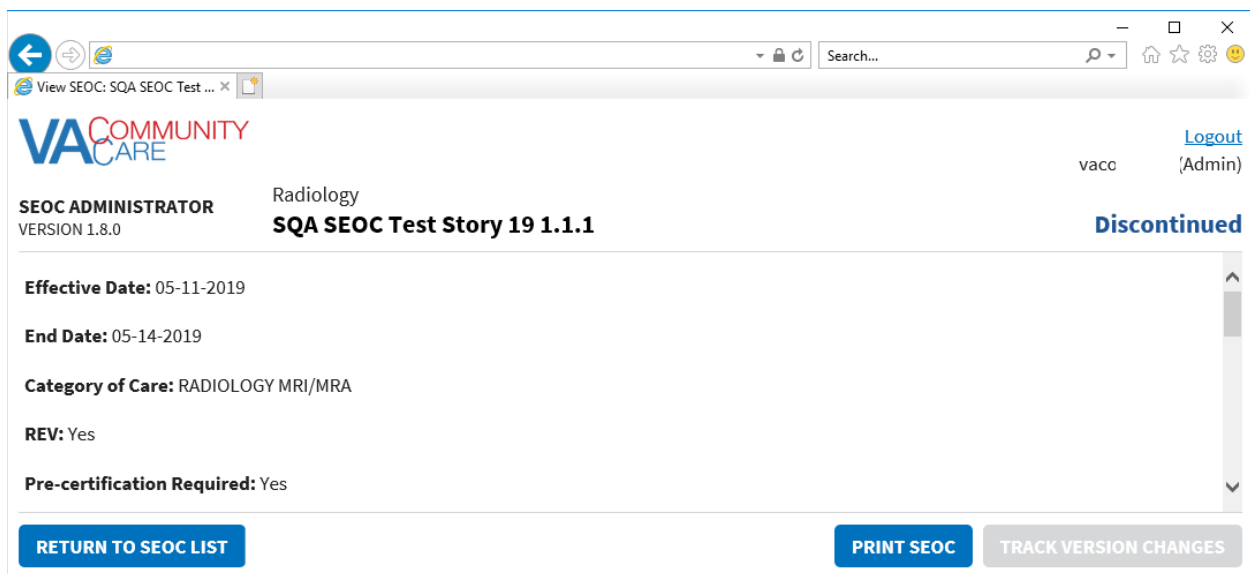 Search...
View SEOC: SQA SEOC Test ...
VA COMMUNITY CARE
Logout
vacc (Admin)
SEOC ADMINISTRATOR
VERSION 1.8.0
Radiology
SQA SEOC Test Story 19 1.1.1
Discontinued
Effective Date: 05-11-2019
End Date: 05-14-2019
Category of Care: RADIOLOGY MRI/MRA
REV: Yes
Pre-certification Required: Yes
RETURN TO SEOC LIST
PRINT SEOC
TRACK VERSION CHANGES